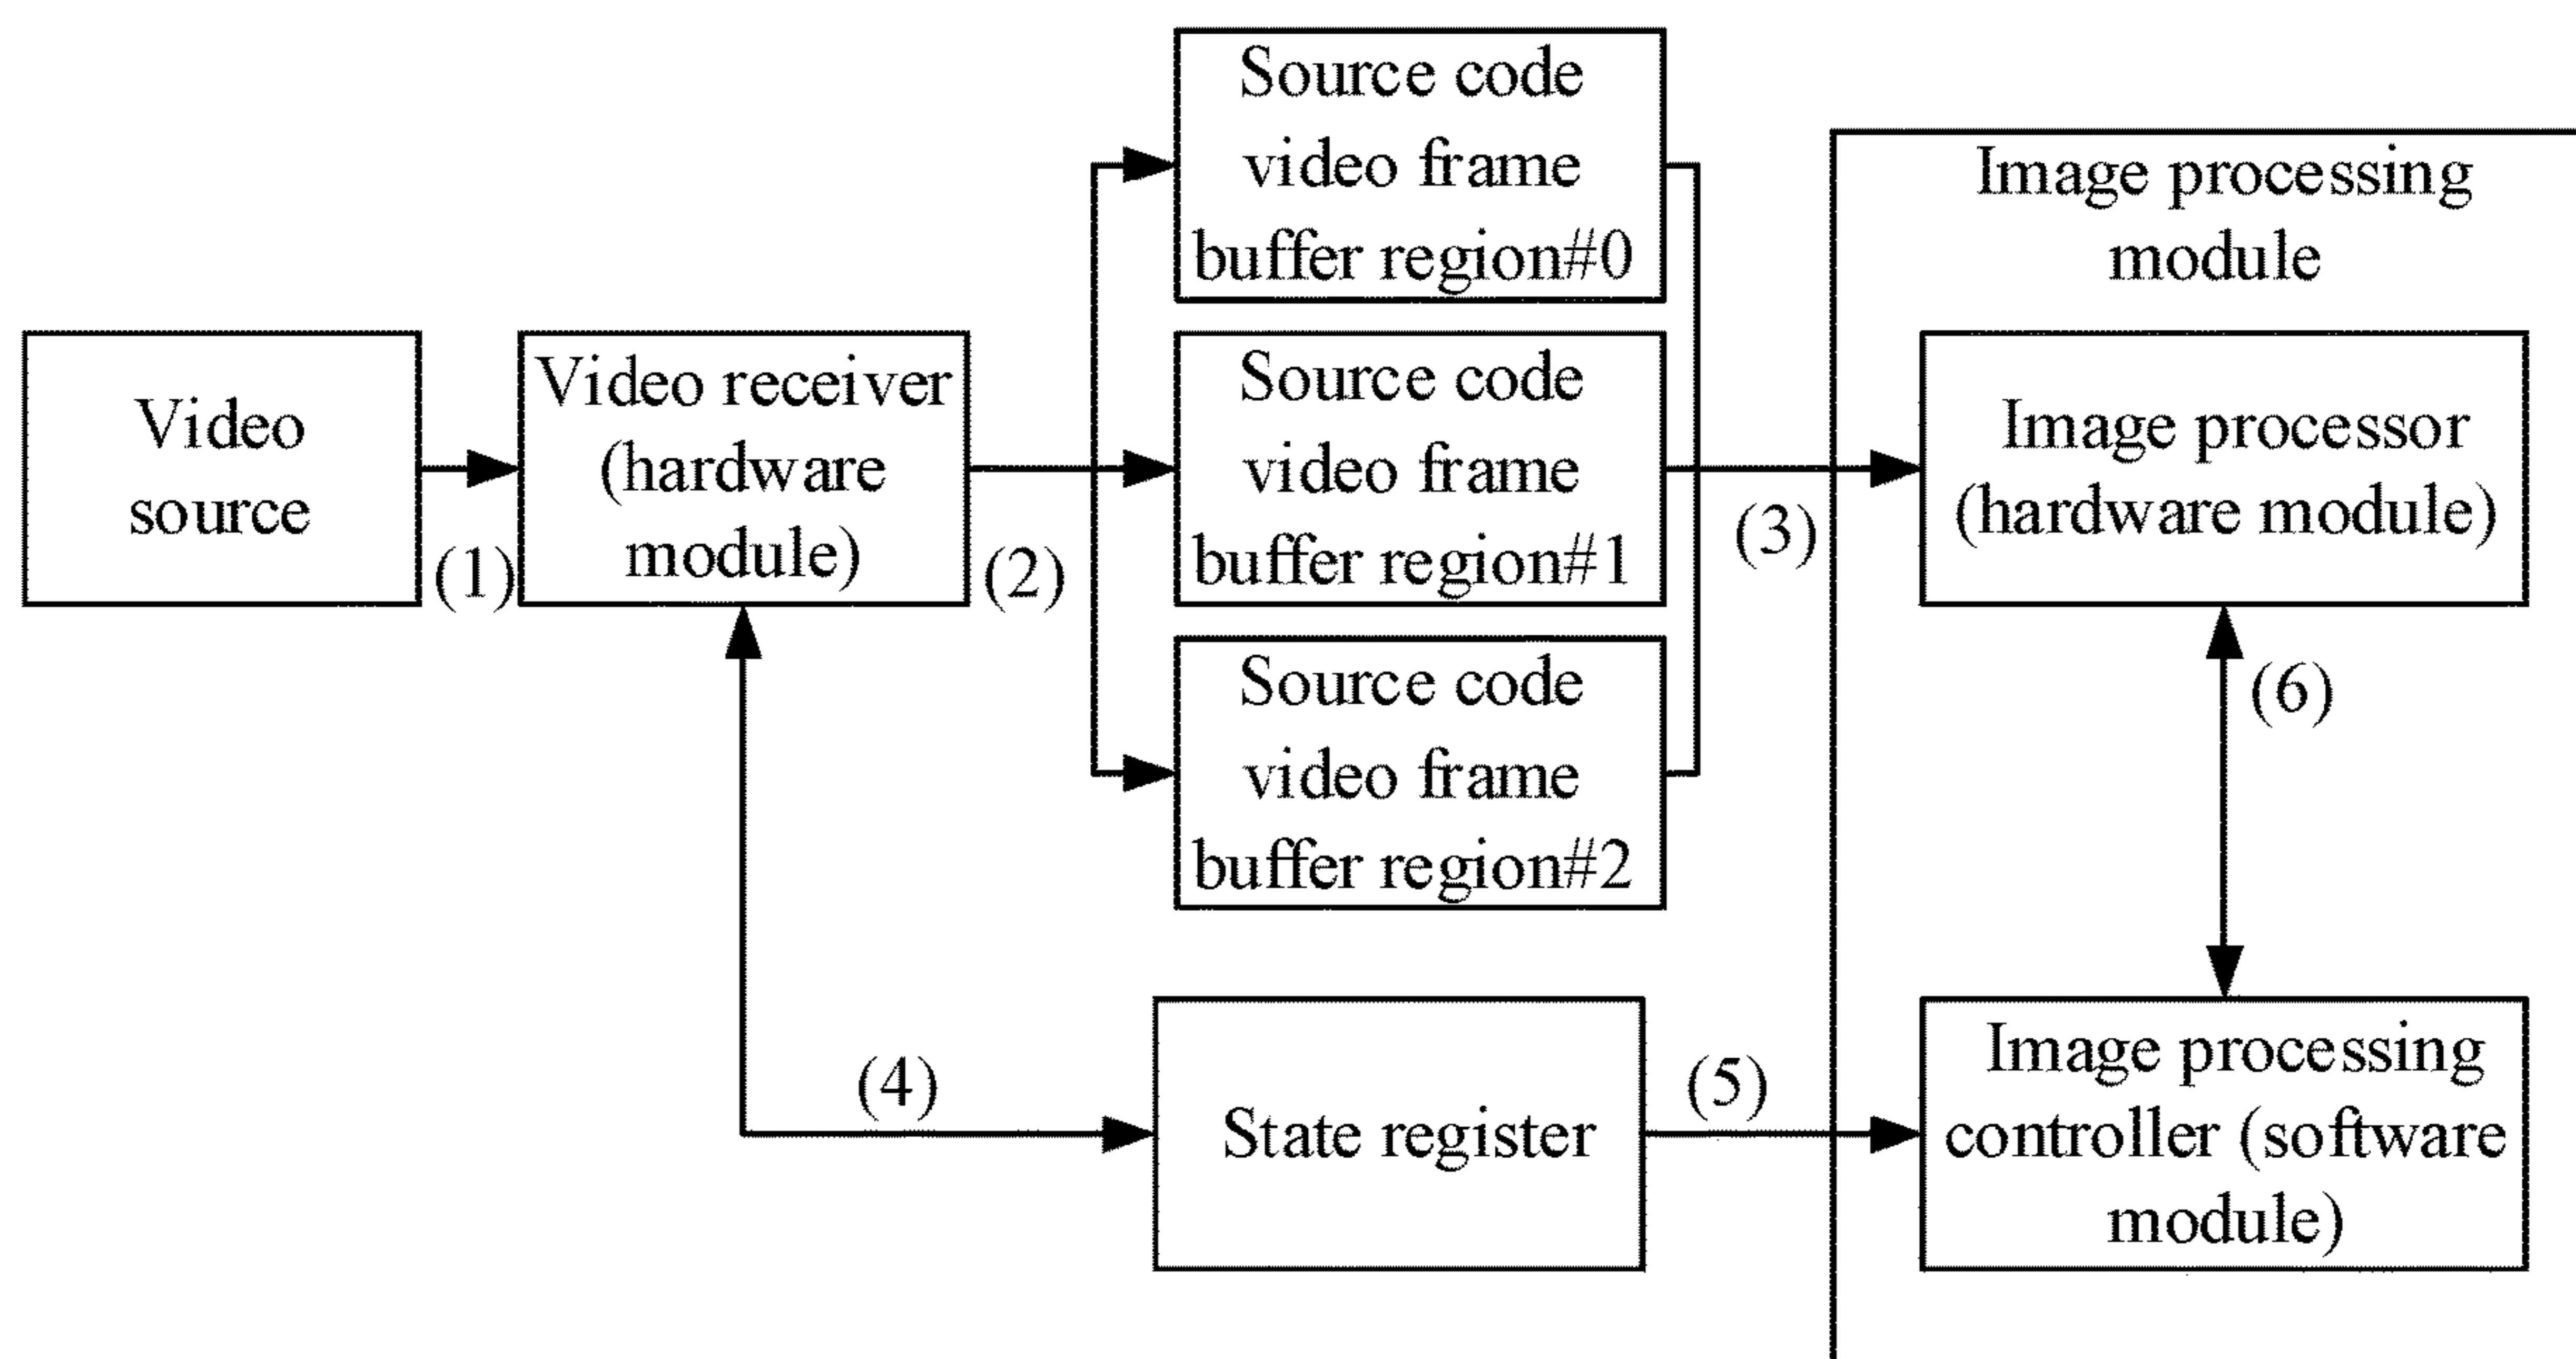 Source code
video frame
buffer region#0
Image processing
module
Video
source
(1)
Video receiver
(hardware
module)
(2)
Source code
video frame
buffer region#1
(3)
Image processor
(hardware module)
Source code
video frame
buffer region#2
(6)
(4)
State register
(5)
Image processing
controller (software
module)